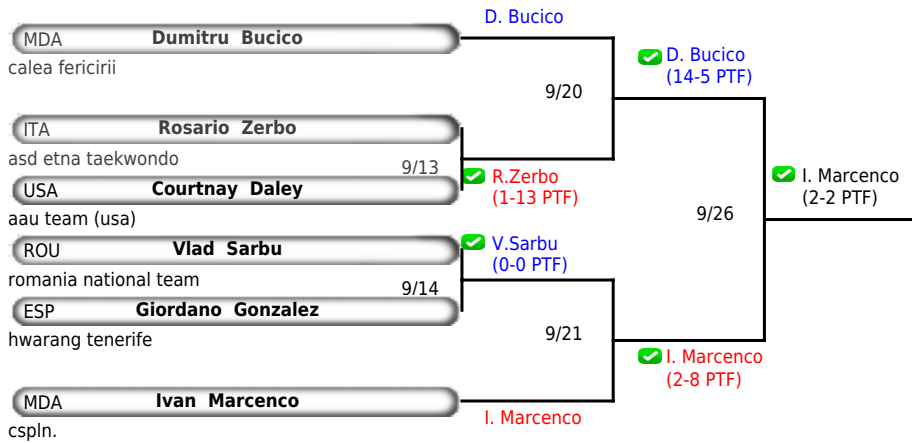 D. Bucico
MDA Dumitru Bucico
calea fericirii
D. Bucico
(14-5 PTF)
9/20
ITA Rosario Zerbo
asd etna taekwondo
9/13
R.Zerbo
(1-13 PTF)
USA Courtnay Daley
aau team (usa)
I. Marcenco
(2-2 PTF)
9/26
ROU Vlad Sarbu
romania national team
V.Sarbu
(0-0 PTF)
9/14
ESP Giordano Gonzalez
hwarang tenerife
9/21
I. Marcenco
(2-8 PTF)
MDA Ivan Marcenco
cspln.
I. Marcenco